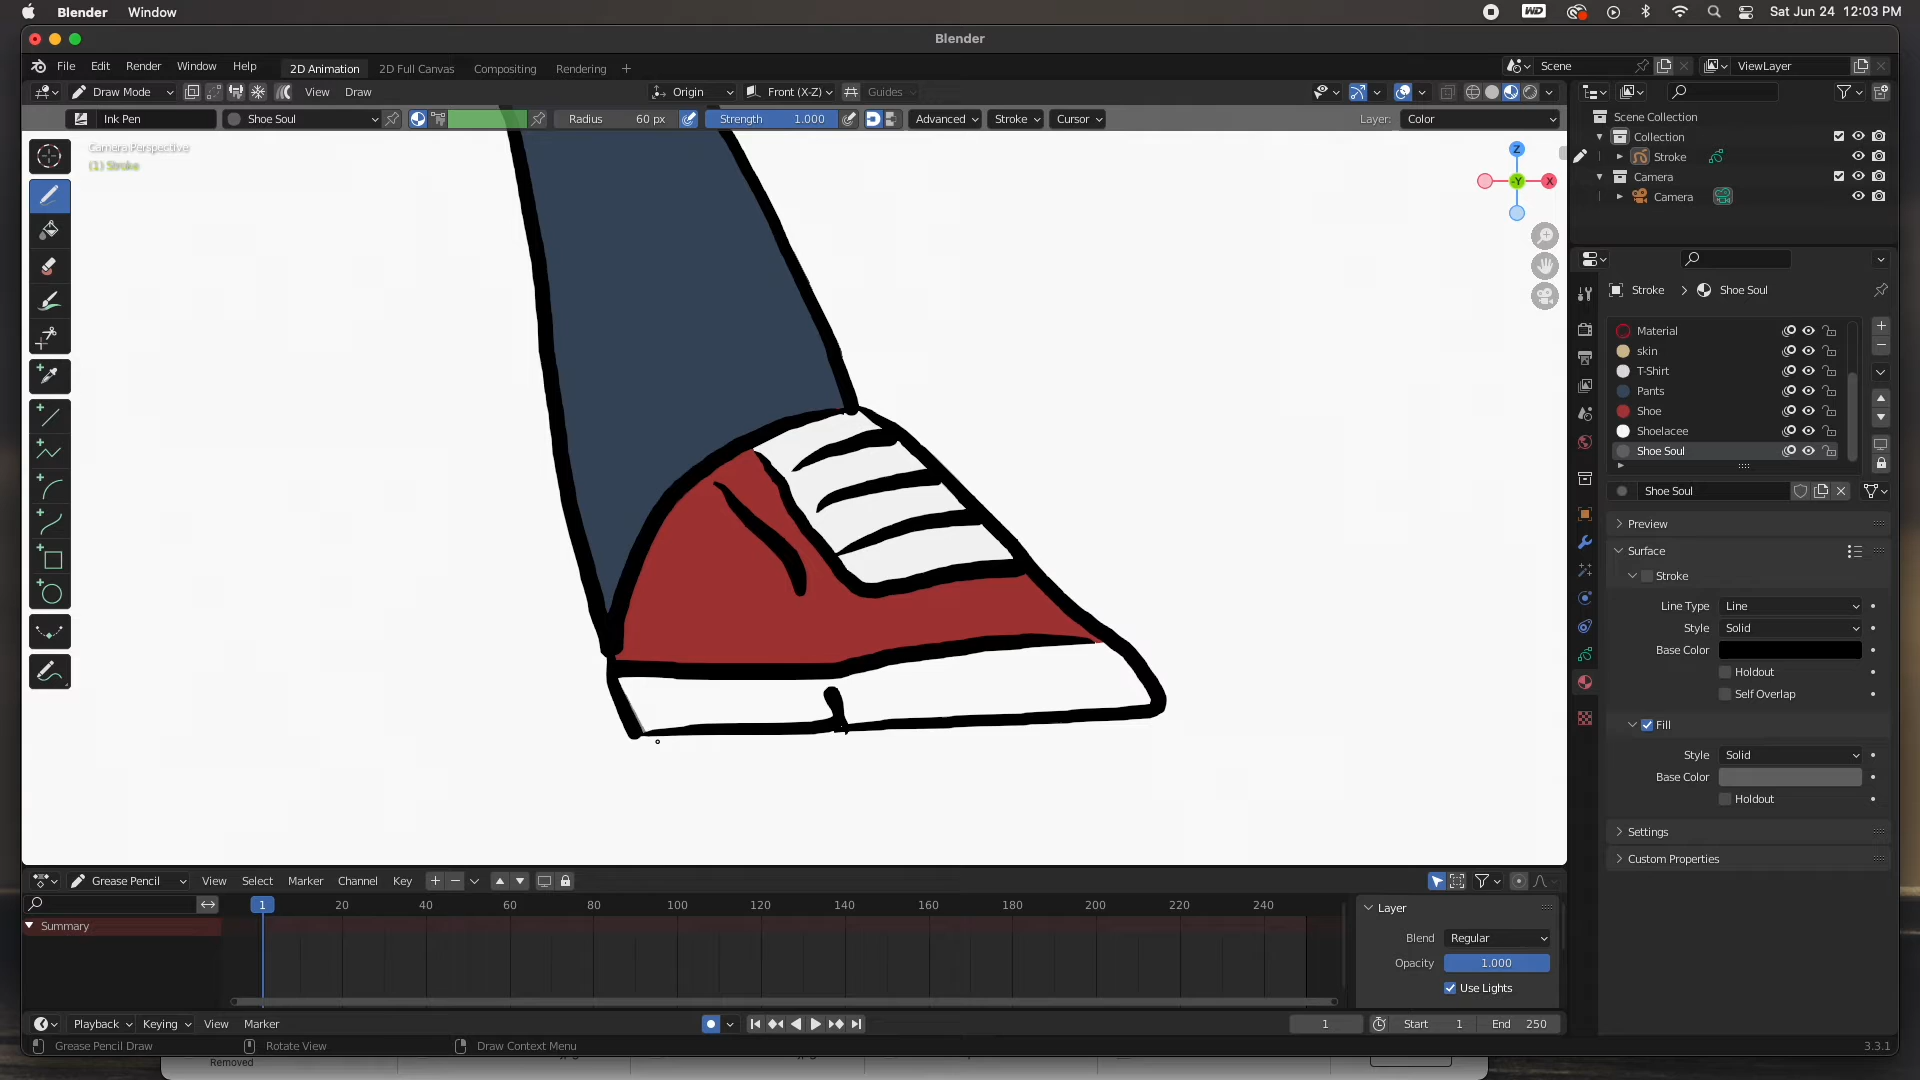 Blender Window WD Sat Jun 24 12:03 PM
Blender
File Edit Render Window Help 2D Animation 2D Full Canvas Compositing Rendering + Scene ViewLayer
Draw Mode View Draw Origin Front (X-Z) Guides
Ink Pen Shoe Soul Radius 60 px Strength 1.000 Advanced Stroke Cursor Layer: Color
Camera Perspective
(1) Stroke
Z
-Y X
Scene Collection
Collection
Stroke
Camera
Camera
Stroke > Shoe Soul
Material
skin
T-Shirt
Pants
Shoe
Shoelacee
Shoe Soul
Shoe Soul
Preview
Surface
Stroke
Line Type Line
Style Solid
Base Color
Holdout
Self Overlap
Fill
Style Solid
Base Color
Holdout
Settings
Custom Properties
Grease Pencil View Select Marker Channel Key
1 20 40 60 80 100 120 140 160 180 200 220 240
Summary
Layer
Blend Regular
Opacity 1.000
Use Lights
Playback Keying View Marker 1 Start 1 End 250
Grease Pencil Draw Rotate View Draw Context Menu 3.3.1
Removed